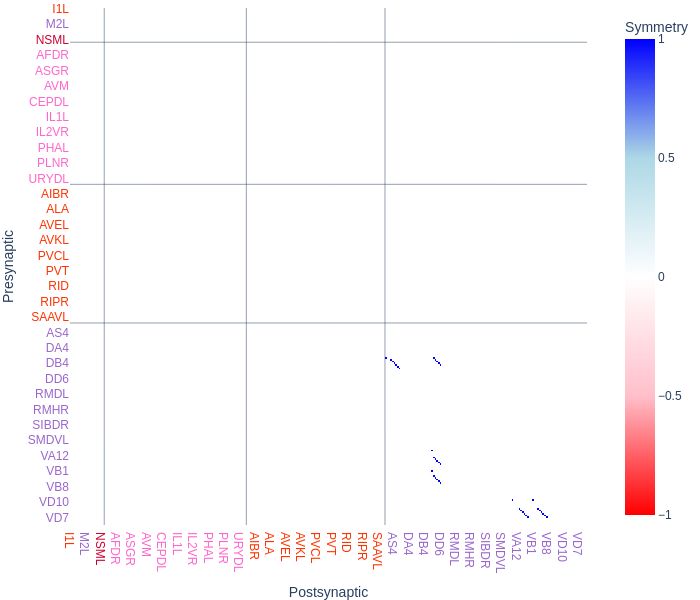 Symmetry
1
0.5
0
−0.5
−1
Presynaptic
I1L
M2L
NSML
AFDR
ASGR
AVM
CEPDL
IL1L
IL2VR
PHAL
PLNR
URYDL
AIBR
ALA
AVEL
AVKL
PVCL
PVT
RID
RIPR
SAAVL
AS4
DA4
DB4
DD6
RMDL
RMHR
SIBDR
SMDVL
VA12
VB1
VB8
VD10
VD7
I1L M2L NSML AFDR ASGR AVM CEPDL IL1L IL2VR PHAL PLNR URYDL AIBR ALA AVEL AVKL PVCL PVT RID RIPR SAAVL AS4 DA4 DB4 DD6 RMDL RMHR SIBDR SMDVL VA12 VB1 VB8 VD10 VD7
Postsynaptic